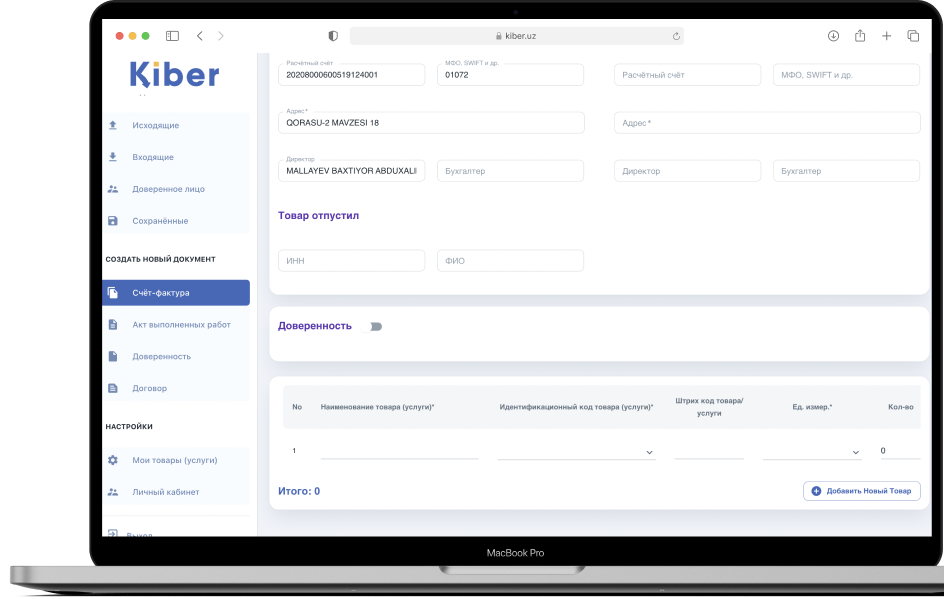 kiber.uz
Kiber
Исходящие
Входящие
Доверенное лицо
Сохранённые
СОЗДАТЬ НОВЫЙ ДОКУМЕНТ
Счёт-фактура
Акт выполненных работ
Доверенность
Договор
НАСТРОЙКИ
Мои товары (услуги)
Личный кабинет
Выход
Расчётный счёт
20208000600519124001
МФО, SWIFT и др.
01072
Расчётный счёт
МФО, SWIFT и др.
Адрес*
QORASU-2 MAVZESI 18
Адрес*
Директор
MALLAYEV BAXTIYOR ABDUXALI
Бухгалтер
Директор
Бухгалтер
Товар отпустил
ИНН
ФИО
Доверенность
No
Наименование товара (услуги)*
Идентификационный код товара (услуги)*
Штрих код товара/
услуги
Ед. измер.*
Кол-во
1
0
Итого: 0
Добавить Новый Товар
MacBook Pro